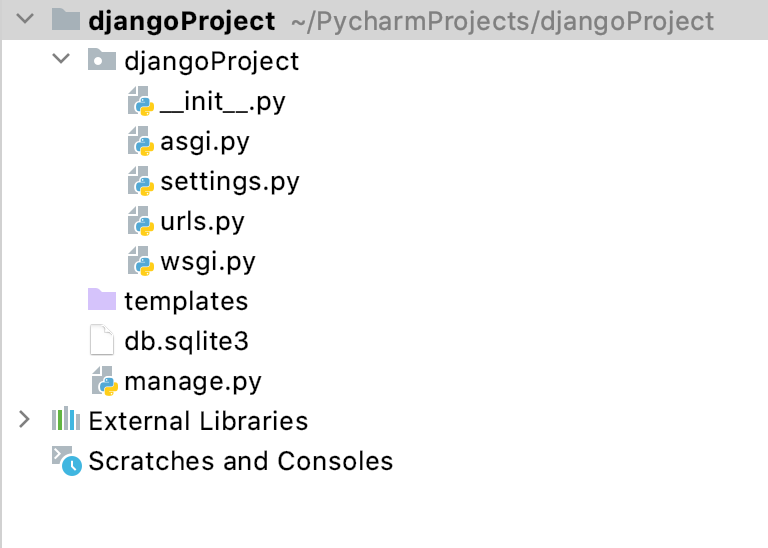 djangoProject ~/PycharmProjects/djangoProject
djangoProject
__init__.py
asgi.py
settings.py
urls.py
wsgi.py
templates
db.sqlite3
manage.py
External Libraries
Scratches and Consoles